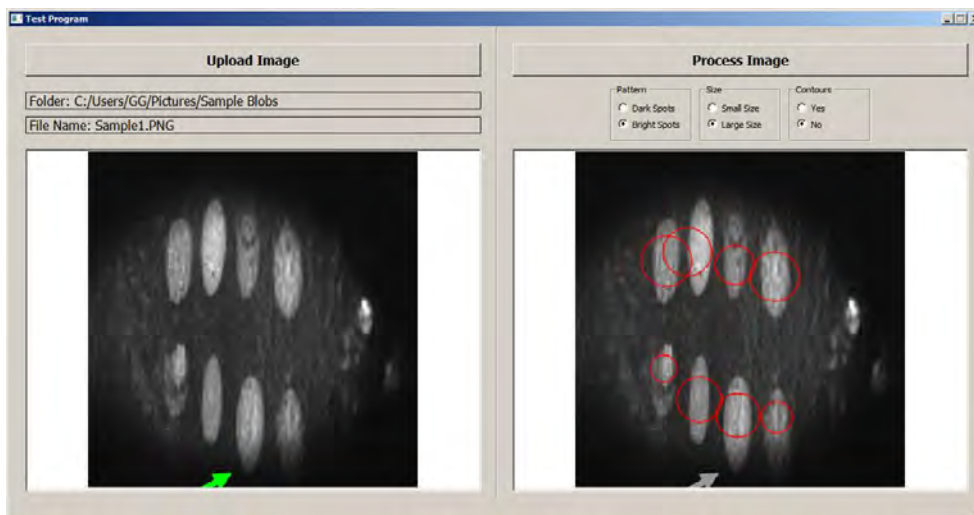 Test Program
Upload Image
Process Image
Folder: C:/Users/GG/Pictures/Sample Blobs
File Name: Sample1.PNG
Pattern
Dark Spots
Bright Spots
Size
Small Size
Large Size
Contours
Yes
No